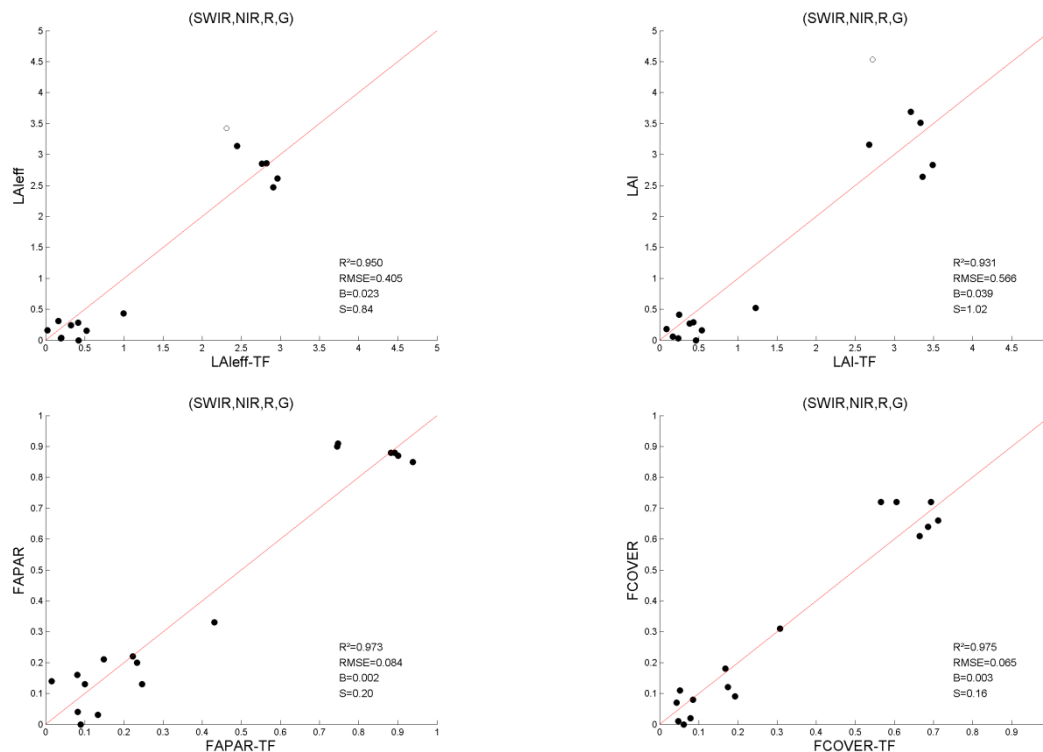 (SWIR,NIR,R,G)
5
4.5
4
3.5
3
2.5
2
1.5
1
0.5
0
LAIeff
R²=0.950
RMSE=0.405
B=0.023
S=0.84
0 0.5 1 1.5 2 2.5 3 3.5 4 4.5 5
LAIeff-TF
(SWIR,NIR,R,G)
5
4.5
4
3.5
3
2.5
2
1.5
1
0.5
0
LAI
R²=0.931
RMSE=0.566
B=0.039
S=1.02
0 0.5 1 1.5 2 2.5 3 3.5 4 4.5
LAI-TF
(SWIR,NIR,R,G)
1
0.9
0.8
0.7
0.6
0.5
0.4
0.3
0.2
0.1
0
FAPAR
R²=0.973
RMSE=0.084
B=0.002
S=0.20
0 0.1 0.2 0.3 0.4 0.5 0.6 0.7 0.8 0.9 1
FAPAR-TF
(SWIR,NIR,R,G)
1
0.9
0.8
0.7
0.6
0.5
0.4
0.3
0.2
0.1
0
FCOVER
R²=0.975
RMSE=0.065
B=0.003
S=0.16
0 0.1 0.2 0.3 0.4 0.5 0.6 0.7 0.8 0.9
FCOVER-TF